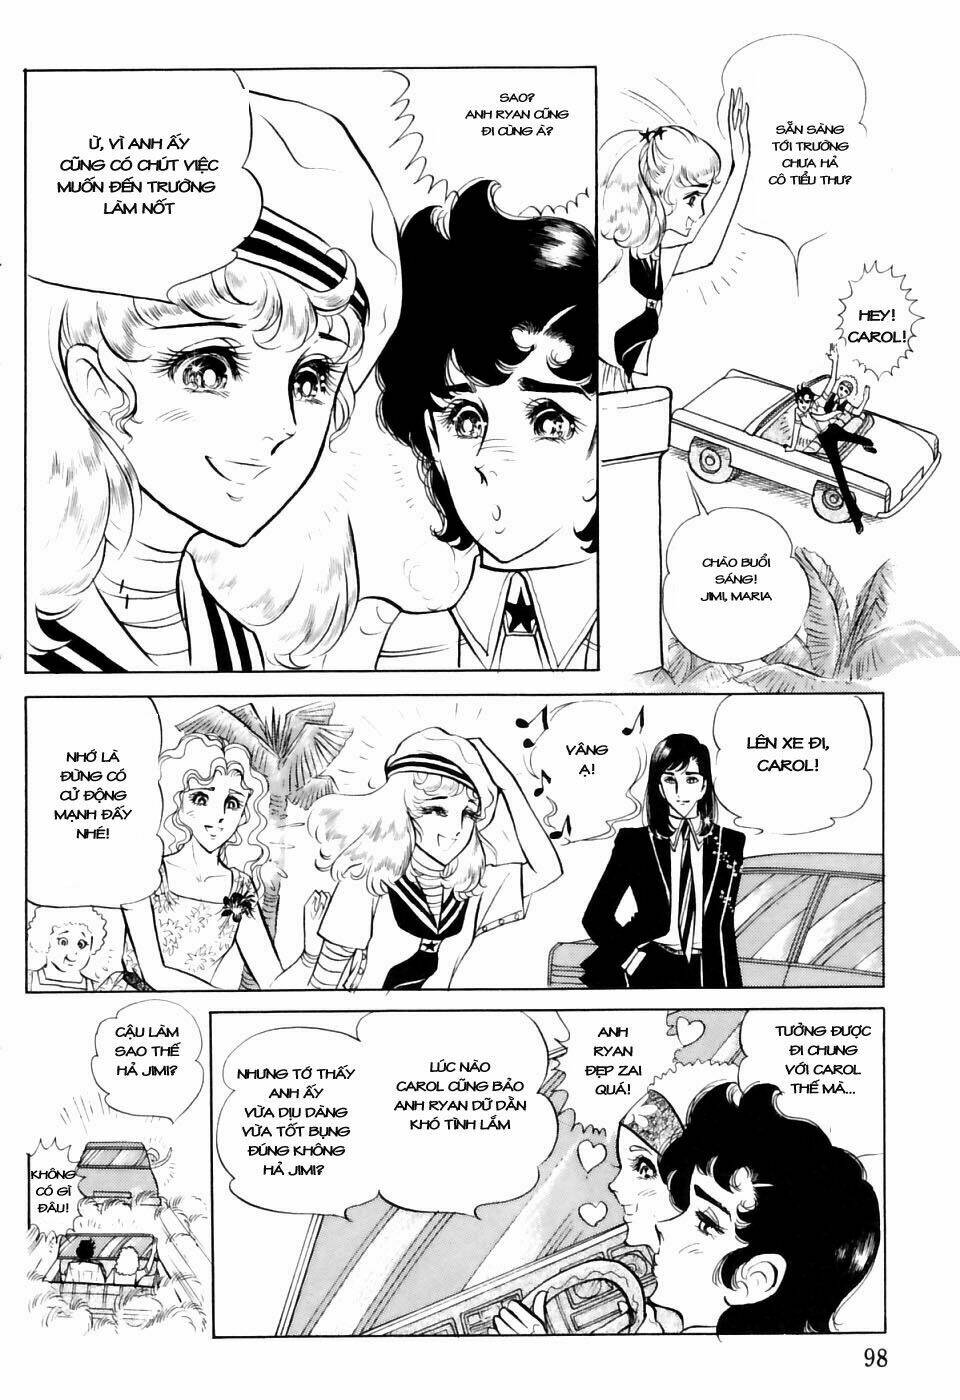 SẴN SÀNG
TỚI TRƯỜNG
CHƯA HẢ
CÔ TIỂU THƯ?
HEY!
CAROL!
CHÀO BUỔI
SÁNG!
JIMI, MARIA
SAO?
ANH RYAN CŨNG
ĐI CÙNG À?
Ừ, VÌ ANH ẤY
CŨNG CÓ CHÚT VIỆC
MUỐN ĐẾN TRƯỜNG
LÀM NỐT
LÊN XE ĐI,
CAROL!
VÂNG
Ạ!
NHỚ LÀ
ĐỪNG CÓ
CỬ ĐỘNG
MẠNH ĐẤY
NHÉ!
TƯỞNG ĐƯỢC
ĐI CHUNG
VỚI CAROL
THẾ MÀ...
ANH
RYAN
ĐẸP ZAI
QUÁ!
LÚC NÀO
CAROL CŨNG BẢO
ANH RYAN DỮ DẰN
KHÓ TÍNH LẮM
NHƯNG TỚ THẤY
ANH ẤY
VỪA DỊU DÀNG
VỪA TỐT BỤNG
ĐÚNG KHÔNG
HẢ JIMI?
CẬU LÀM
SAO THẾ
HẢ JIMI?
KHÔNG
CÓ GÌ
ĐÂU!
98